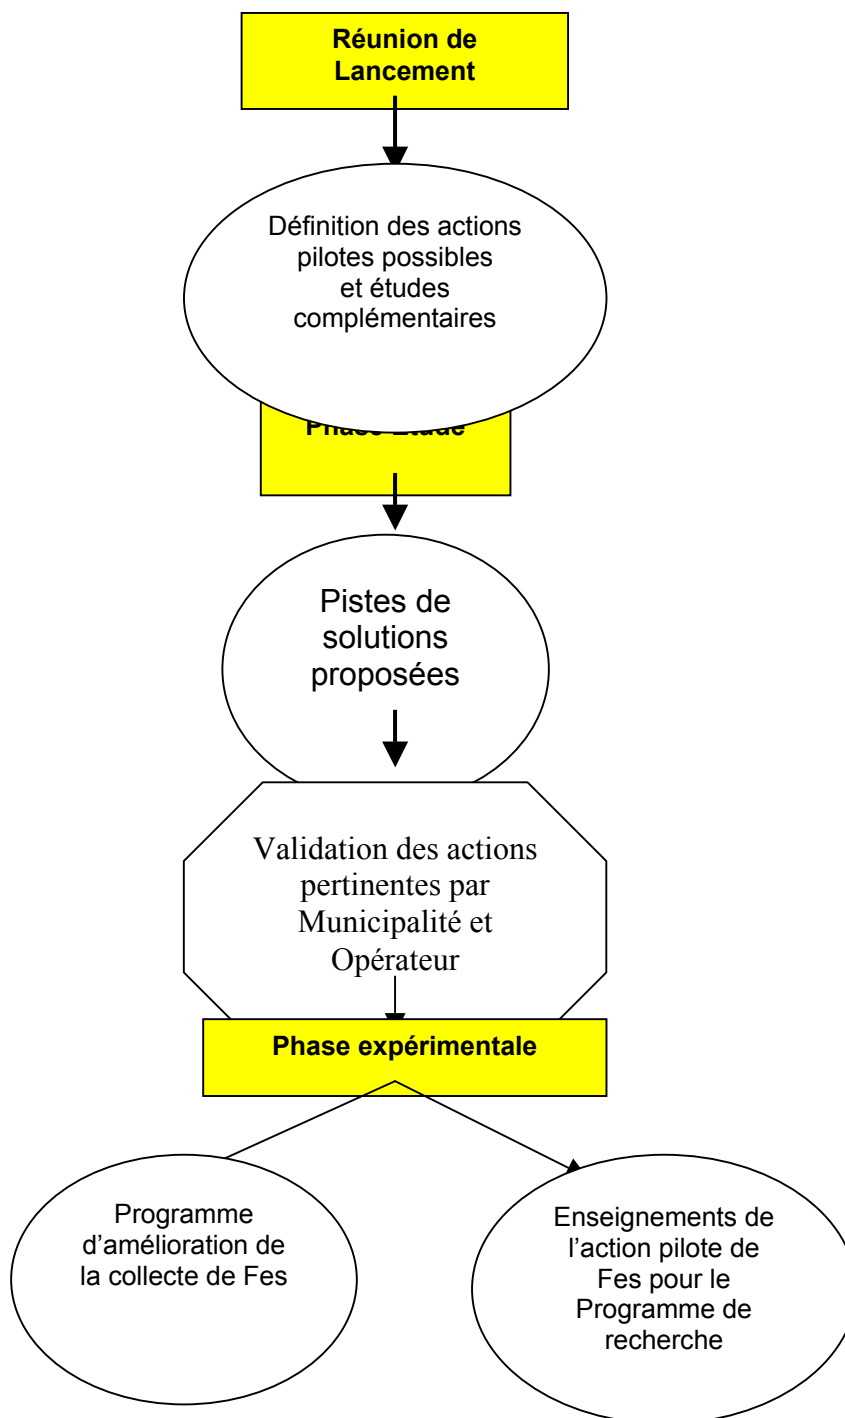 Réunion de
Lancement
Définition des actions
pilotes possibles
et études
complémentaires
Phase Etude
Pistes de
solutions
proposées
Validation des actions
pertinentes par
Municipalité et
Opérateur
Phase expérimentale
Programme
d’amélioration de
la collecte de Fes
Enseignements de
l’action pilote de
Fes pour le
Programme de
recherche